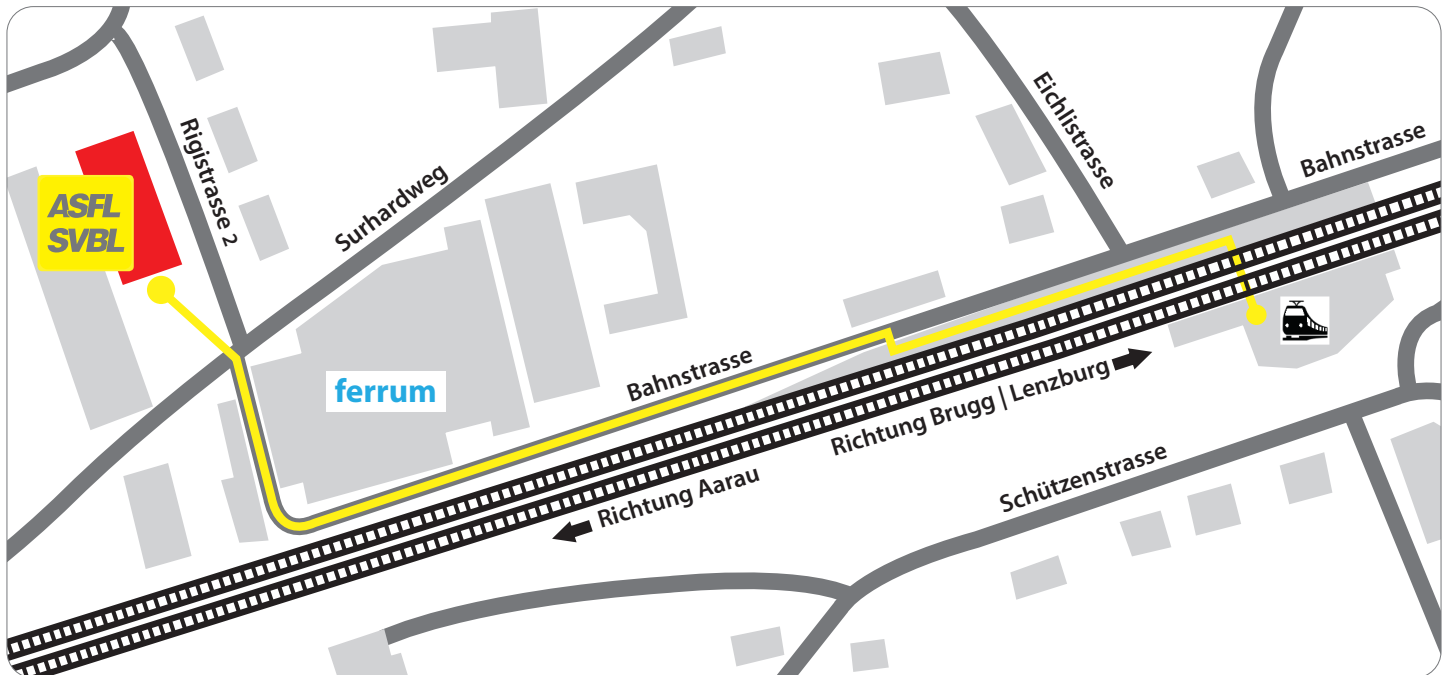 Eichlistrasse
Bahnstrasse
Rigistrasse 2
Surhardweg
ASFL
SVBL
Bahnstrasse
ferrum
Richtung Brugg | Lenzburg
Richtung Aarau
Schützenstrasse